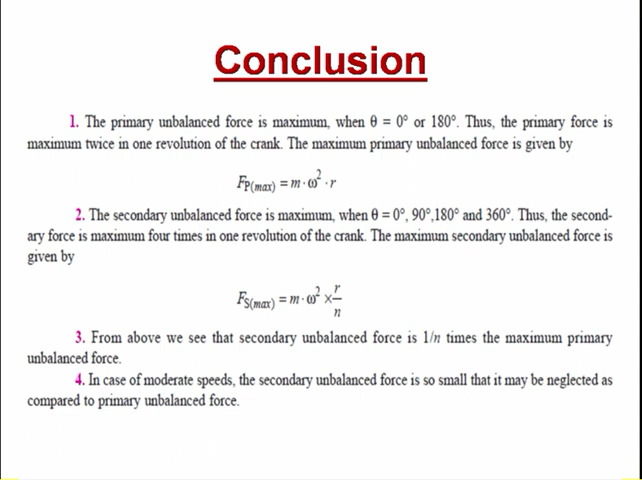 Conclusion
1. The primary unbalanced force is maximum, when θ = 0° or 180°. Thus, the primary force is
maximum twice in one revolution of the crank. The maximum primary unbalanced force is given by
F_P(max) = m · ω² · r
2. The secondary unbalanced force is maximum, when θ = 0°, 90°,180° and 360°. Thus, the second-
ary force is maximum four times in one revolution of the crank. The maximum secondary unbalanced force is
given by
F_S(max) = m · ω² × r/n
3. From above we see that secondary unbalanced force is 1/n times the maximum primary
unbalanced force.
4. In case of moderate speeds, the secondary unbalanced force is so small that it may be neglected as
compared to primary unbalanced force.